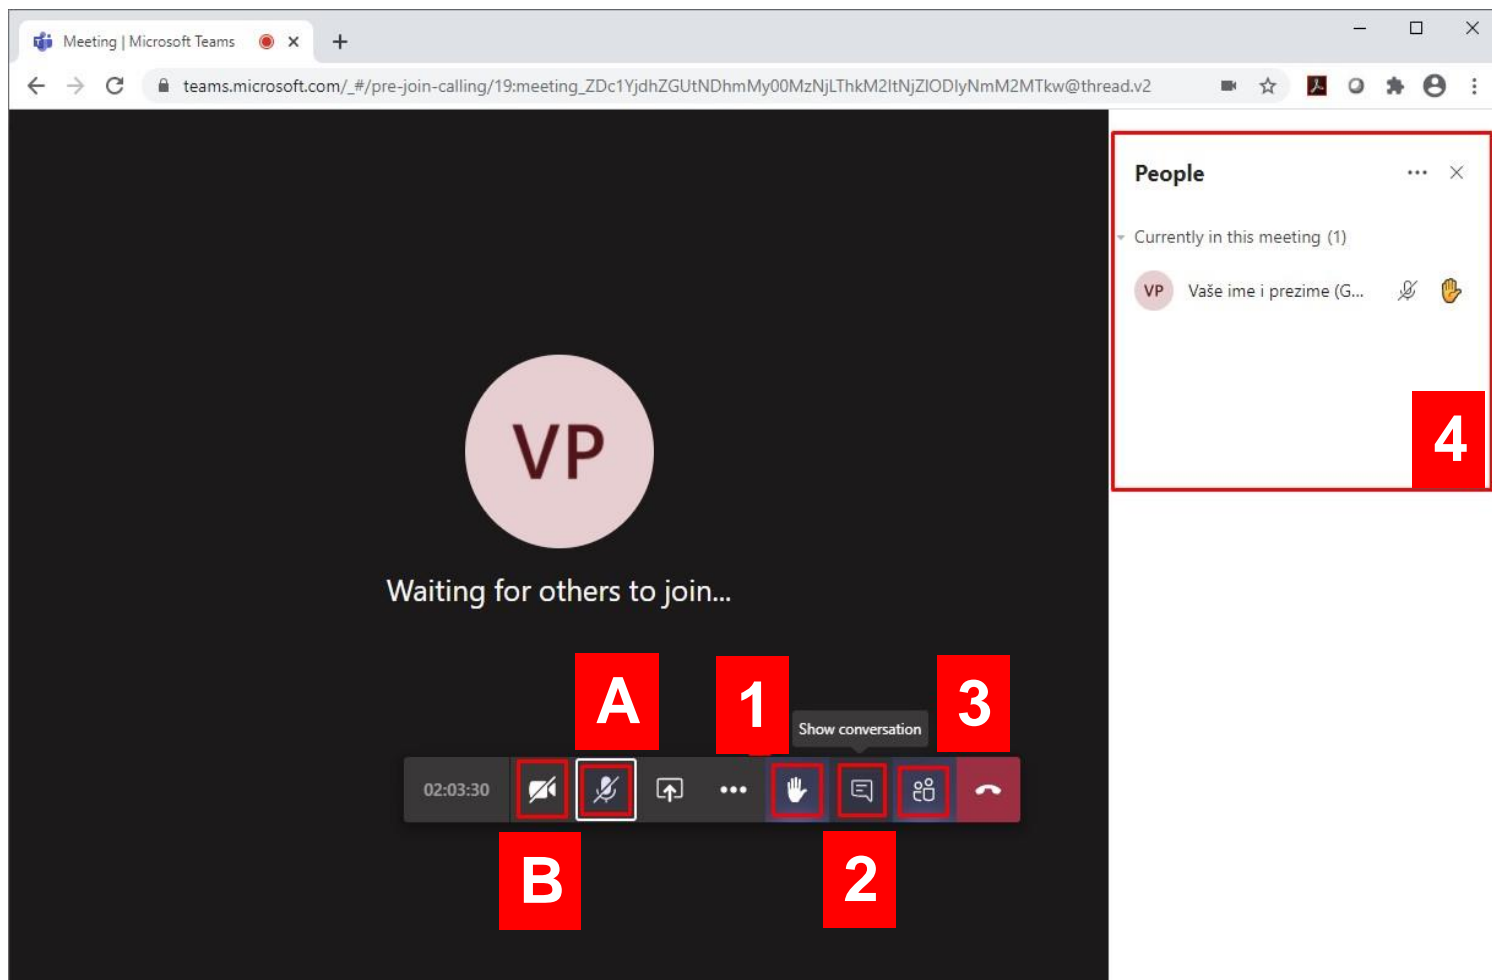 Meeting | Microsoft Teams
teams.microsoft.com/_#/pre-join-calling/19:meeting_ZDc1YjdhZGUtNDhmMy00MzNjLThkM2ItNjZlODIyNmM2MTkw@thread.v2
People
Currently in this meeting (1)
VP Vaše ime i prezime (G...
4
VP
Waiting for others to join...
A
1
3
Show conversation
02:03:30
B
2